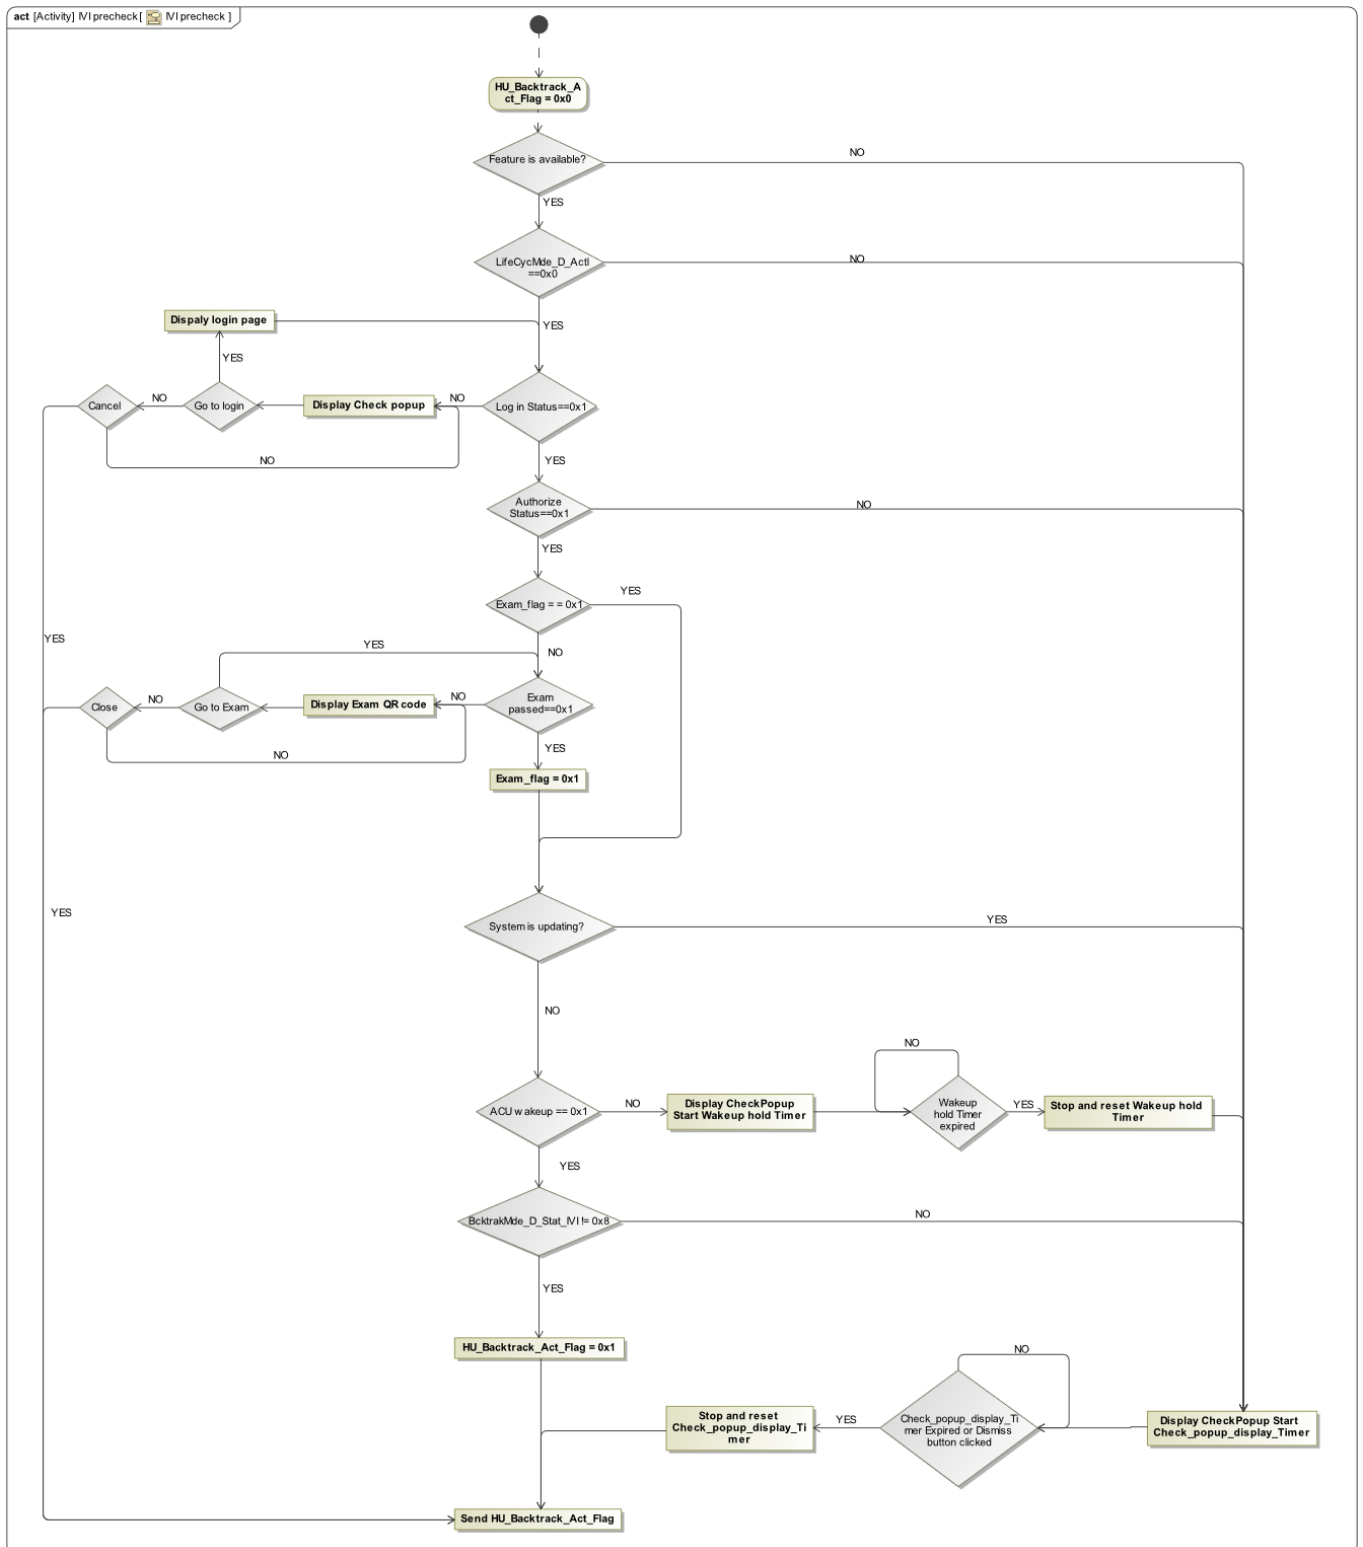 act [Activity] IVI precheck[ IVI precheck ]
HU_Backtrack_A
ct_Flag = 0x0
Feature is available?
NO
YES
LifeCycMde_D_Actl
==0x0
NO
YES
Dispaly login page
YES
Cancel
NO
Go to login
Display Check popup
NO
Log in Status==0x1
NO
YES
Authorize
Status==0x1
NO
YES
Exam_flag = = 0x1
YES
YES
YES
NO
Close
NO
Go to Exam
Display Exam QR code
NO
Exam
passed==0x1
NO
YES
Exam_flag = 0x1
YES
System is updating?
YES
NO
NO
ACU wakeup == 0x1
NO
Display CheckPopup
Start Wakeup hold Timer
Wakeup
hold Timer
expired
YES
Stop and reset Wakeup hold
Timer
YES
BcktrakMde_D_Stat_IVI != 0x8
NO
YES
HU_Backtrack_Act_Flag = 0x1
NO
Stop and reset
Check_popup_display_Ti
mer
YES
Check_popup_display_Ti
mer Expired or Dismiss
button clicked
Display CheckPopup Start
Check_popup_display_Timer
Send HU_Backtrack_Act_Flag